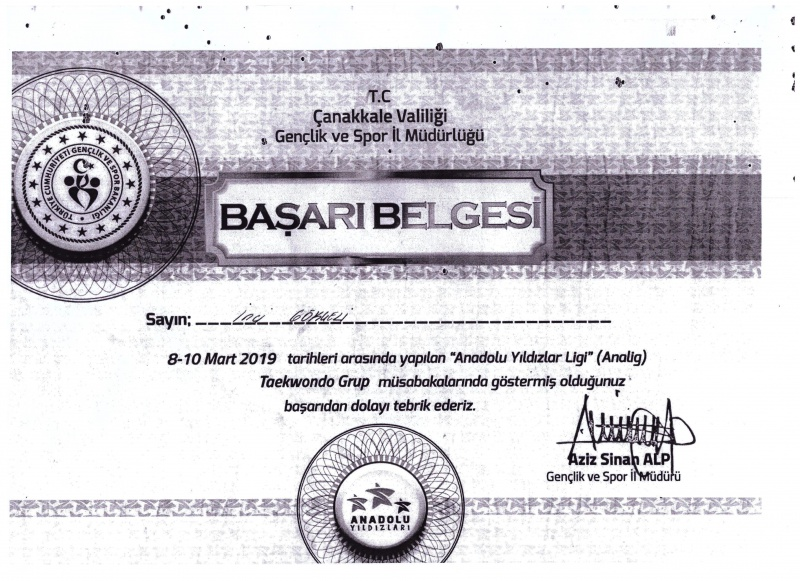 T.C
Çanakkale Valiliği
Gençlik ve Spor İl Müdürlüğü
TÜRKİYE CUMHURİYETİ GENÇLİK VE SPOR BAKANLIĞI
BAŞARI BELGESİ
Sayın;
8-10 Mart 2019 tarihleri arasında yapılan “Anadolu Yıldızlar Ligi” (Analig)
Taekwondo Grup müsabakalarında göstermiş olduğunuz
başarıdan dolayı tebrik ederiz.
Aziz Sinan ALP
Gençlik ve Spor İl Müdürü
ANADOLU
YILDIZLARI